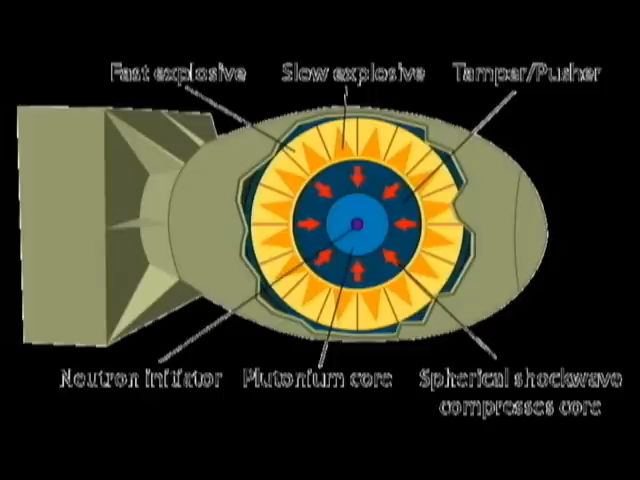 Fast explosive
Slow explosive
Tamper/Pusher
Neutron initiator
Plutonium core
Spherical shockwave
compresses core